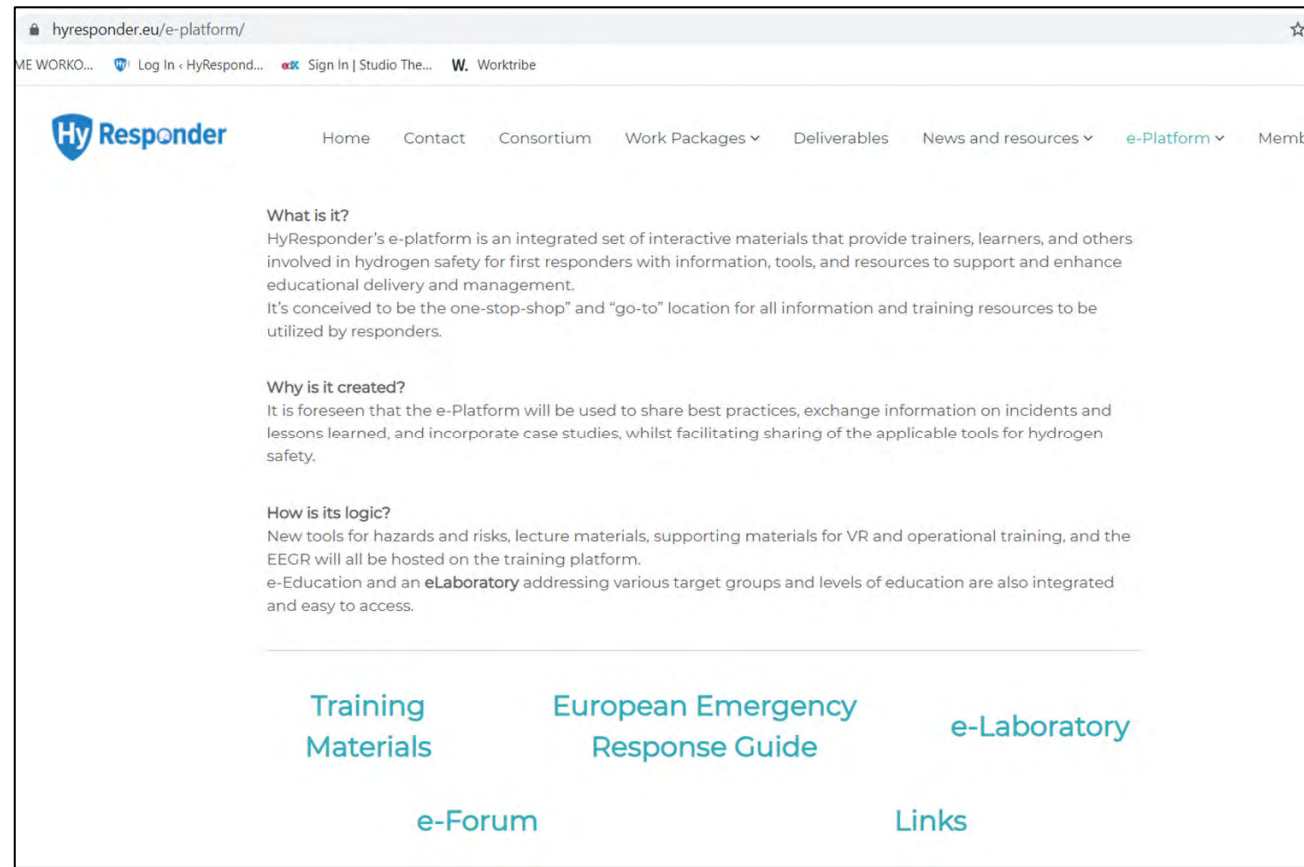 hyresponder.eu/e-platform/
ME WORKO... Log In ‹ HyRespond... edX Sign In | Studio The... W. Worktribe
Hy Responder Home Contact Consortium Work Packages Deliverables News and resources e-Platform Memb
What is it?
HyResponder's e-platform is an integrated set of interactive materials that provide trainers, learners, and others
involved in hydrogen safety for first responders with information, tools, and resources to support and enhance
educational delivery and management.
It's conceived to be the one-stop-shop” and “go-to” location for all information and training resources to be
utilized by responders.
Why is it created?
It is foreseen that the e-Platform will be used to share best practices, exchange information on incidents and
lessons learned, and incorporate case studies, whilst facilitating sharing of the applicable tools for hydrogen
safety.
How is its logic?
New tools for hazards and risks, lecture materials, supporting materials for VR and operational training, and the
EEGR will all be hosted on the training platform.
e-Education and an eLaboratory addressing various target groups and levels of education are also integrated
and easy to access.
Training
Materials
European Emergency
Response Guide
e-Laboratory
e-Forum
Links